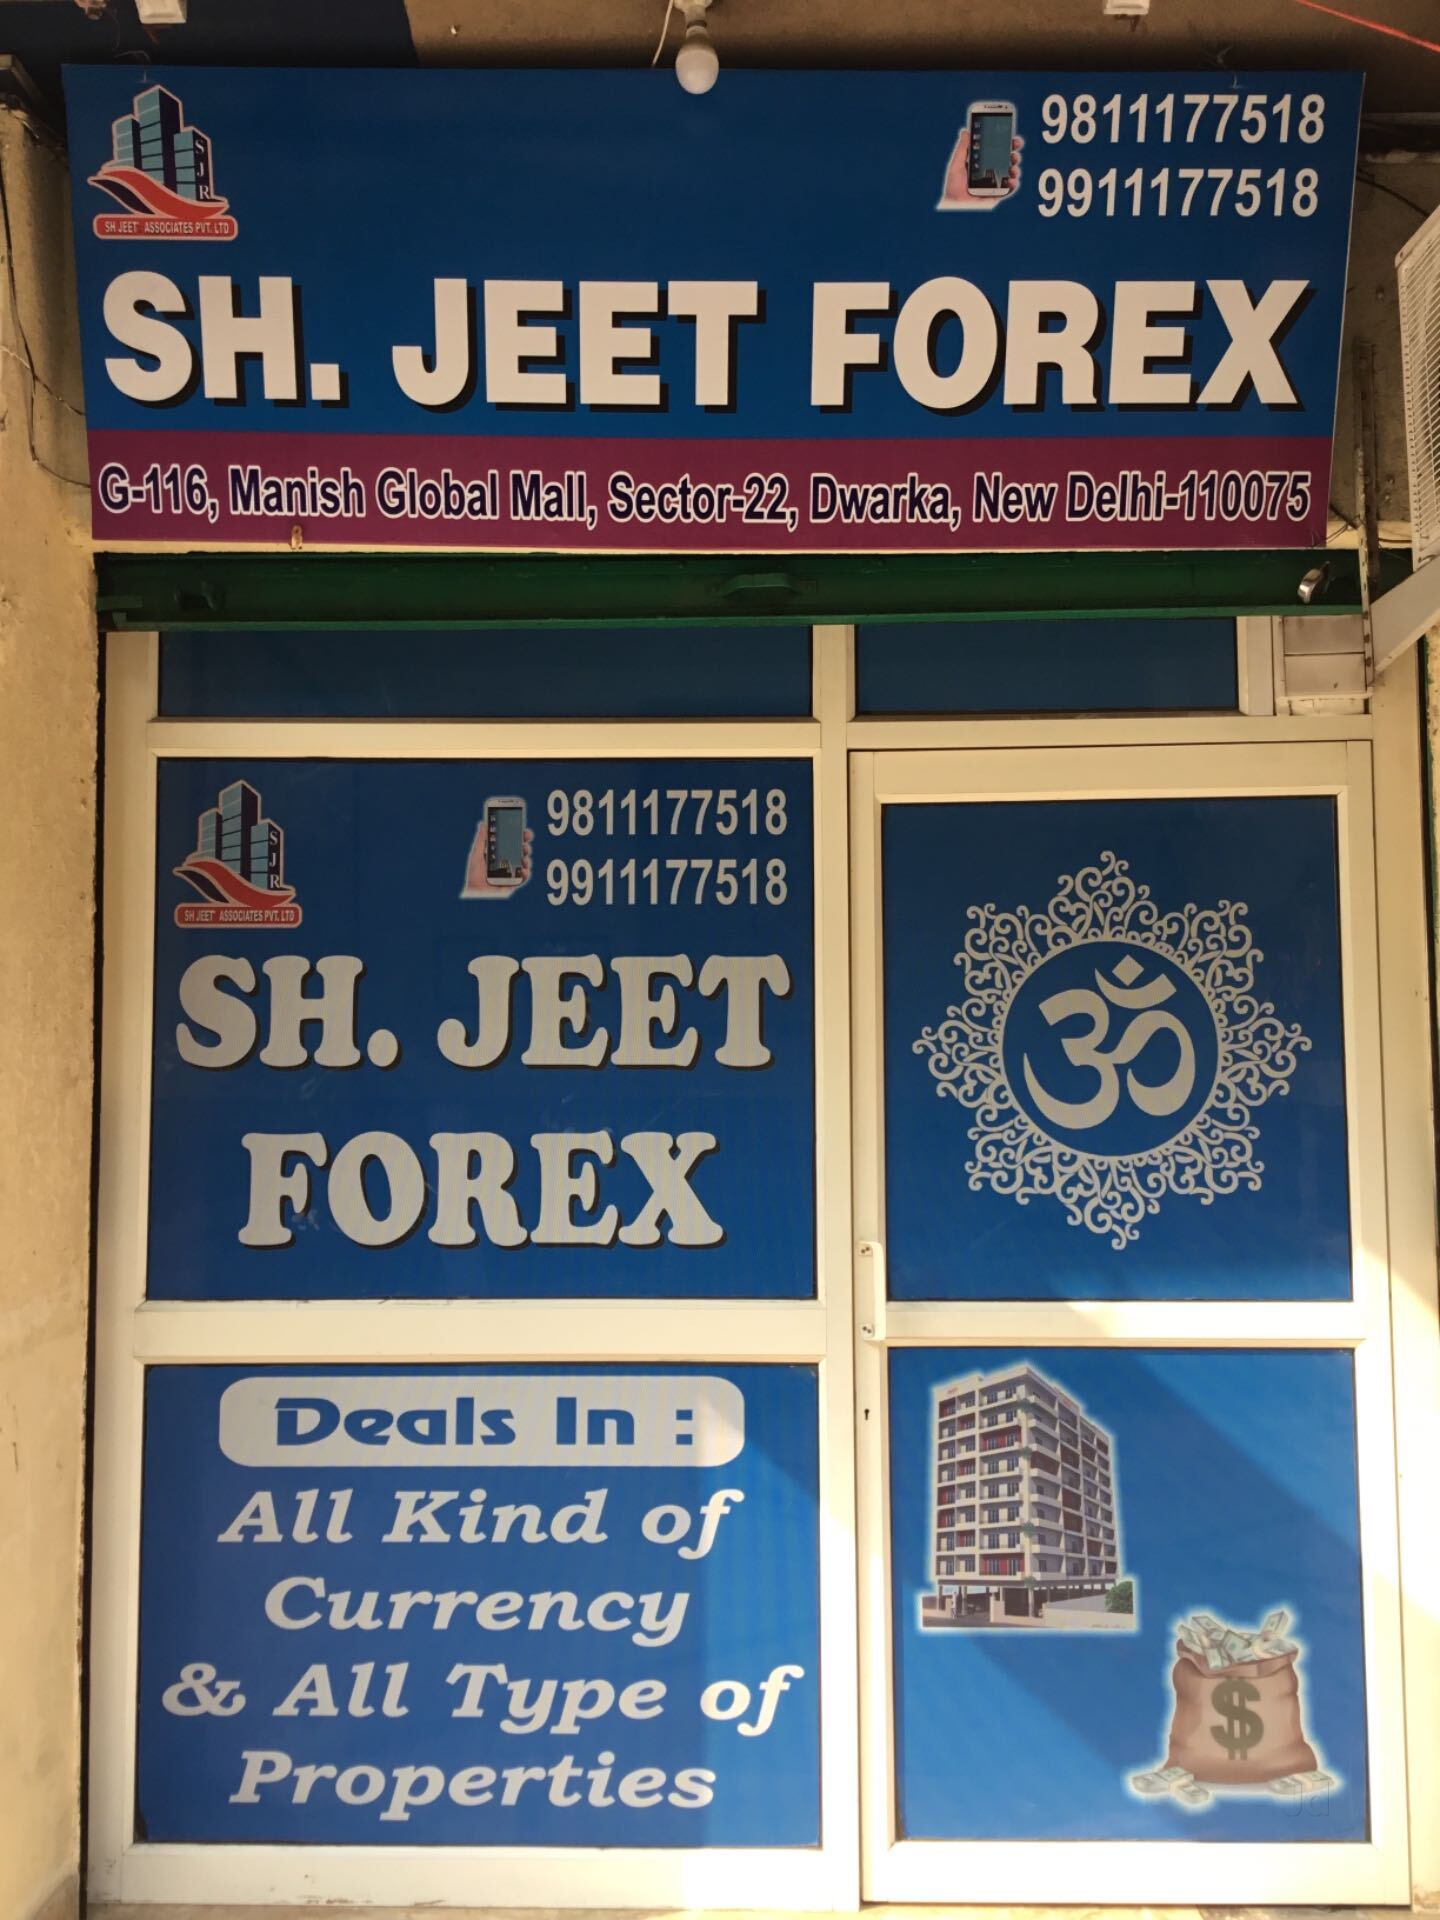 SJR
SH JEET ASSOCIATES PVT. LTD
9811177518
9911177518
SH. JEET FOREX
G-116, Manish Global Mall, Sector-22, Dwarka, New Delhi-110075
SJR
SH JEET ASSOCIATES PVT. LTD
9811177518
9911177518
SH. JEET
FOREX
ॐ
Deals In :
All Kind of
Currency
& All Type of
Properties
$
Jd